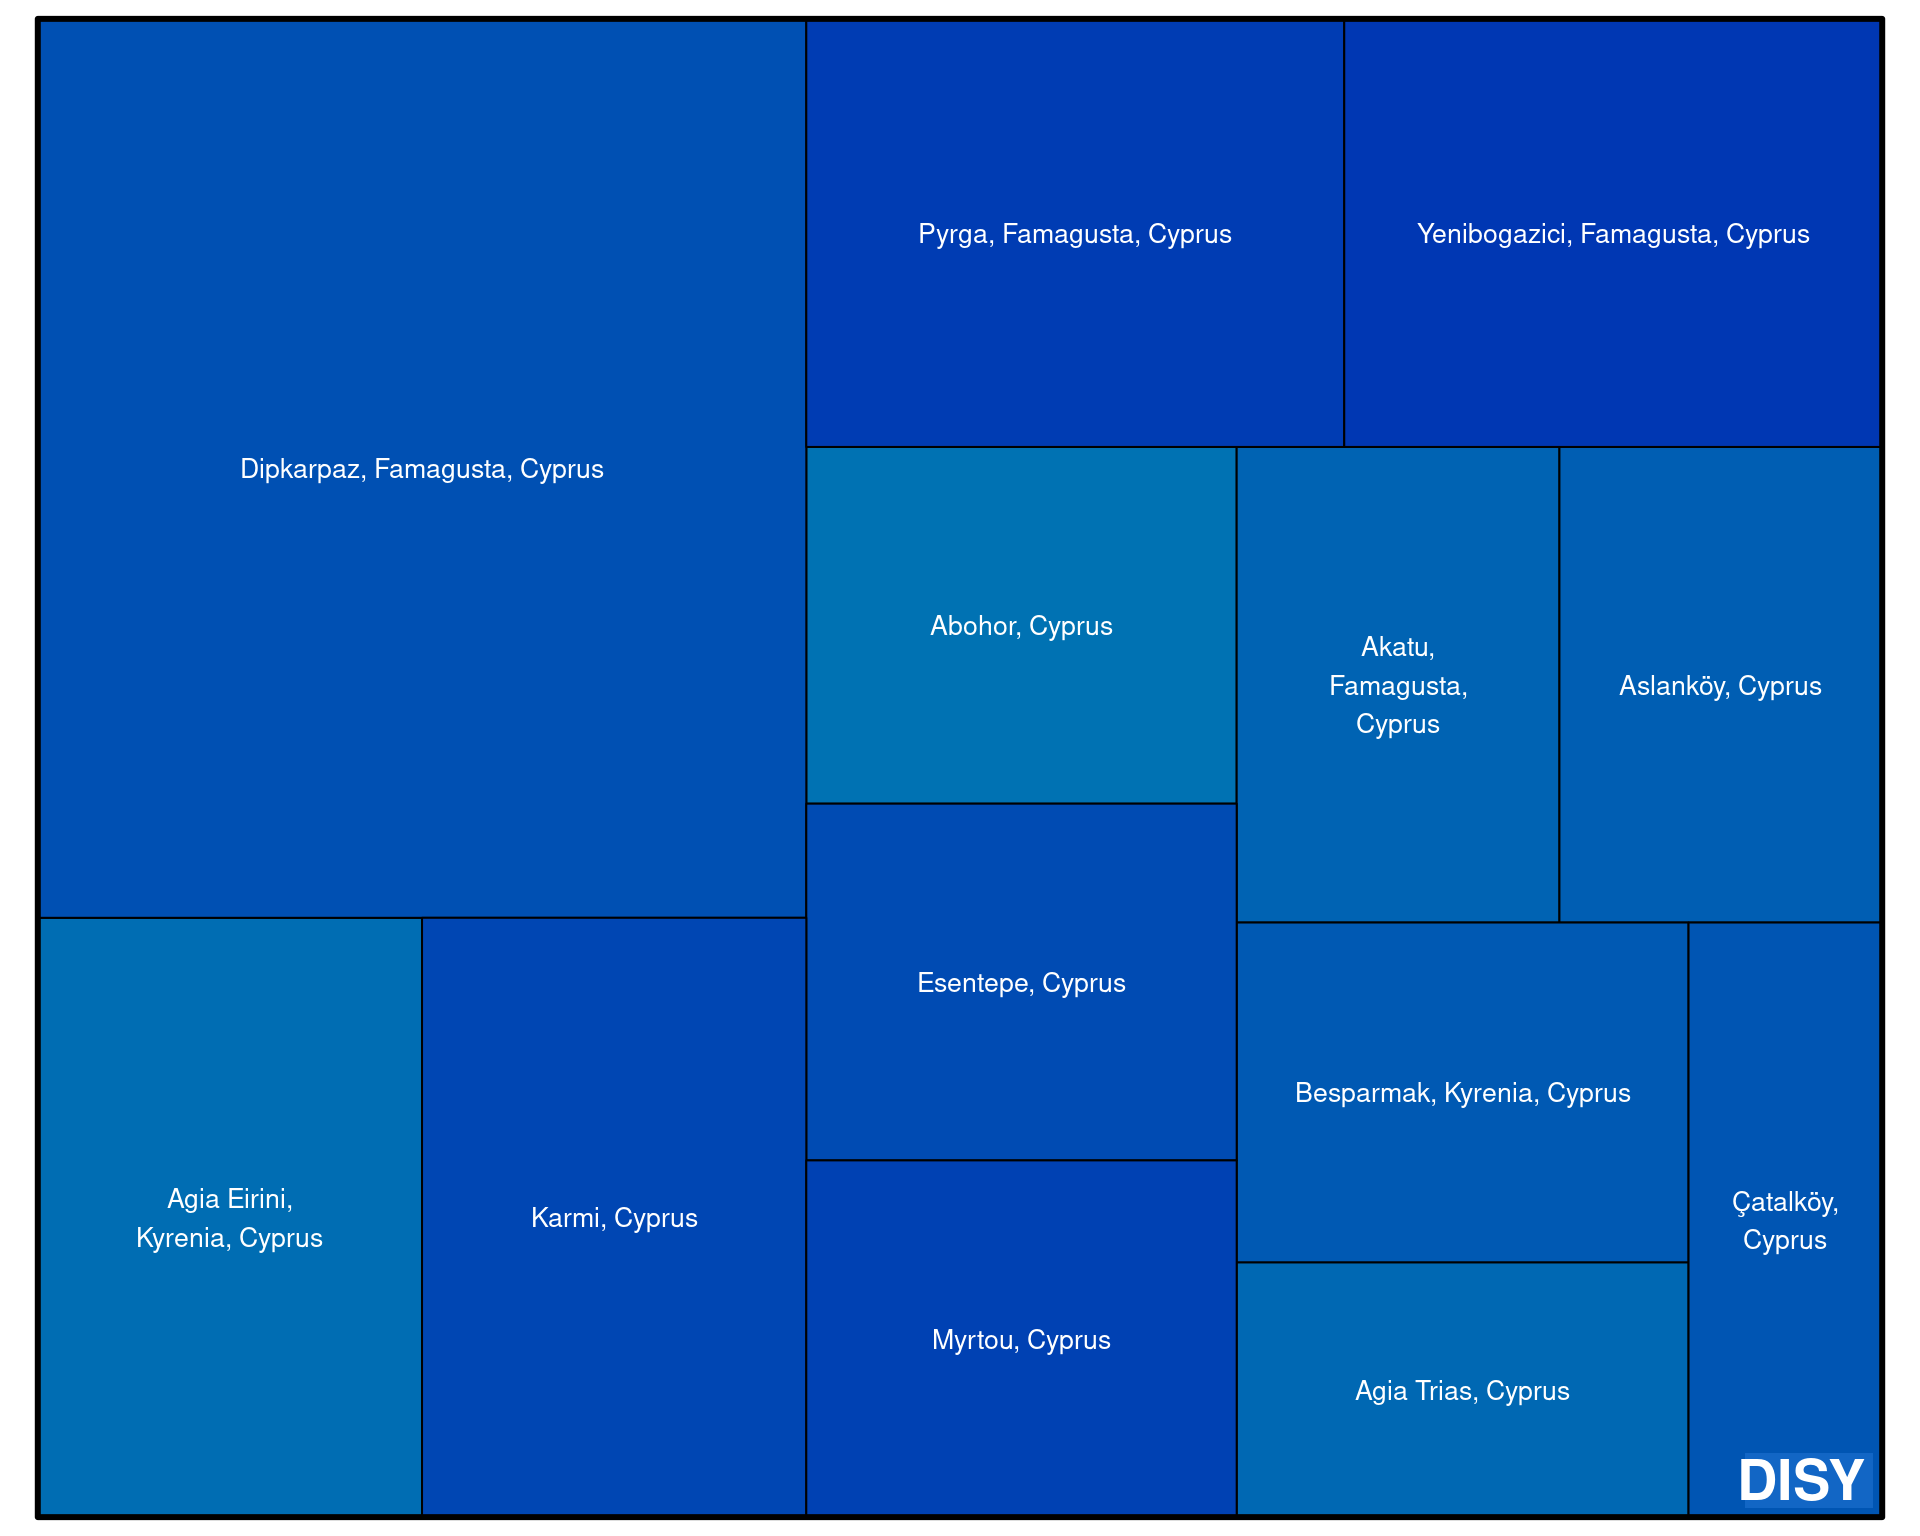 Dipkarpaz, Famagusta, Cyprus
Pyrga, Famagusta, Cyprus
Yenibogazici, Famagusta, Cyprus
Abohor, Cyprus
Akatu,
Famagusta,
Cyprus
Aslanköy, Cyprus
Esentepe, Cyprus
Besparmak, Kyrenia, Cyprus
Çatalköy,
Cyprus
Agia Eirini,
Kyrenia, Cyprus
Karmi, Cyprus
Myrtou, Cyprus
Agia Trias, Cyprus
DISY